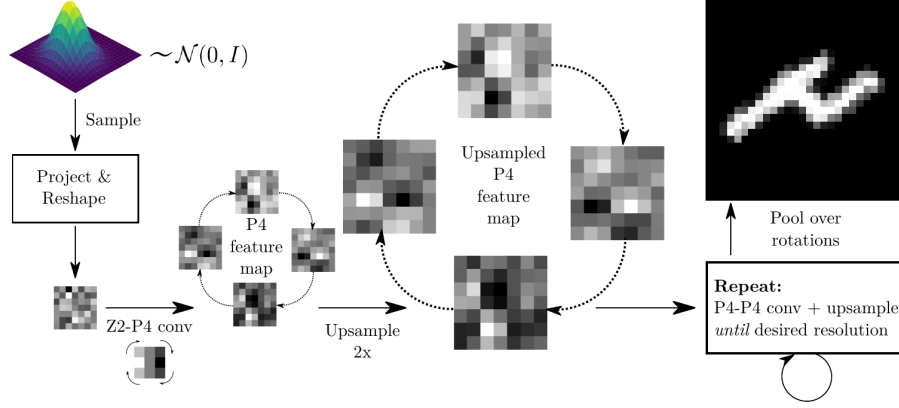 ∼ N(0, I)
Sample
Project &
Reshape
Z2-P4 conv
P4
feature
map
Upsample
2x
Upsampled
P4
feature
map
Pool over
rotations
Repeat:
P4-P4 conv + upsample
until desired resolution